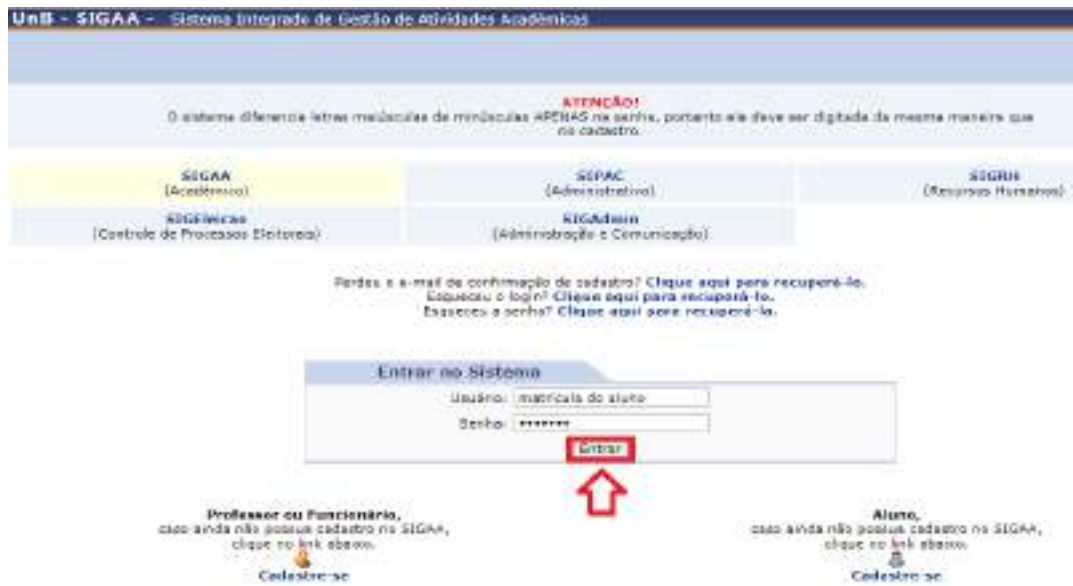 UnB - SIGAA - Sistema Integrado de Gestão de Atividades Acadêmicas
ATENÇÃO!
O sistema diferencia letras maiúsculas de minúsculas APENAS na senha, portanto ela deve ser digitada da mesma maneira que
no cadastro.
SIGAA
(Acadêmico)
SIPAC
(Administrativo)
SIGRH
(Recursos Humanos)
SIGEleicao
(Controle de Processos Eleitorais)
SIGAdmin
(Administração e Comunicação)
Perdeu o e-mail de confirmação de cadastro? Clique aqui para recuperá-lo.
Esqueceu o login? Clique aqui para recuperá-lo.
Esqueceu a senha? Clique aqui para recuperá-la.
Entrar no Sistema
Usuário: matrícula do aluno
Senha: •••••••
Entrar
Professor ou Funcionário,
caso ainda não possua cadastro no SIGAA,
clique no link abaixo.
Cadastre-se
Aluno,
caso ainda não possua cadastro no SIGAA,
clique no link abaixo.
Cadastre-se